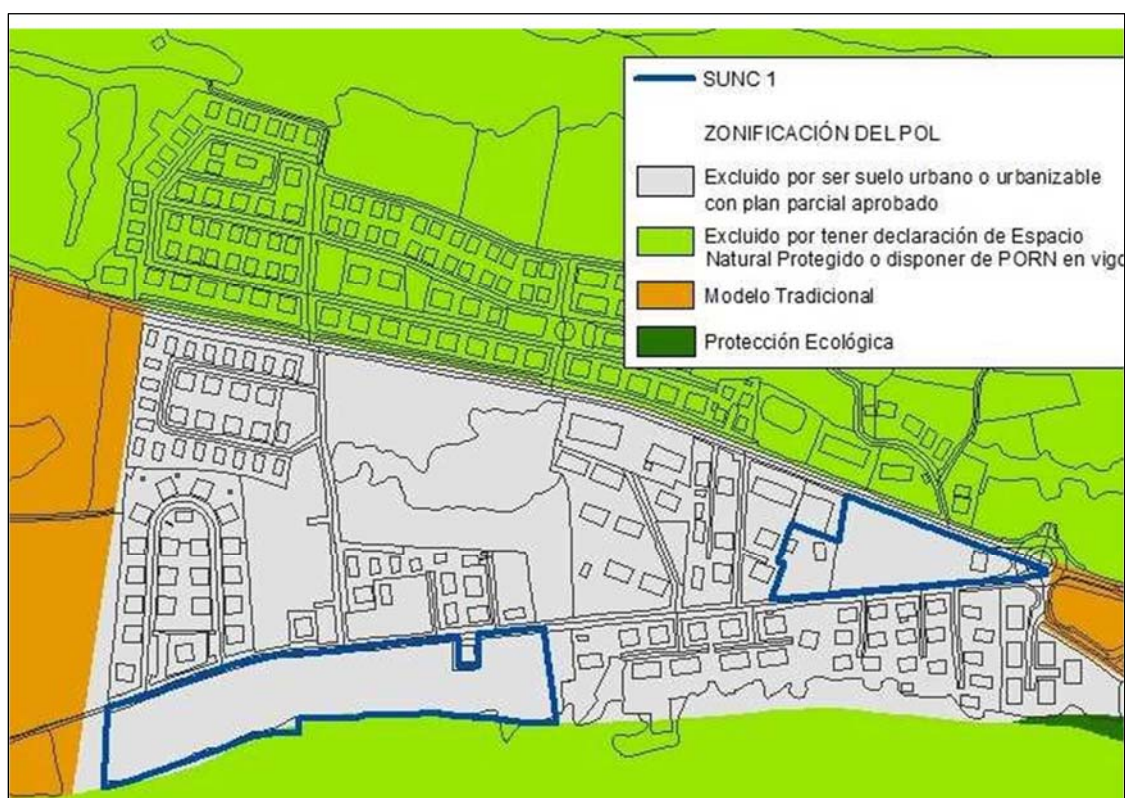 SUNC 1
ZONIFICACIÓN DEL POL
Excluido por ser suelo urbano o urbanizable
con plan parcial aprobado
Excluido por tener declaración de Espacio
Natural Protegido o disponer de PORN en vigo
Modelo Tradicional
Protección Ecológica